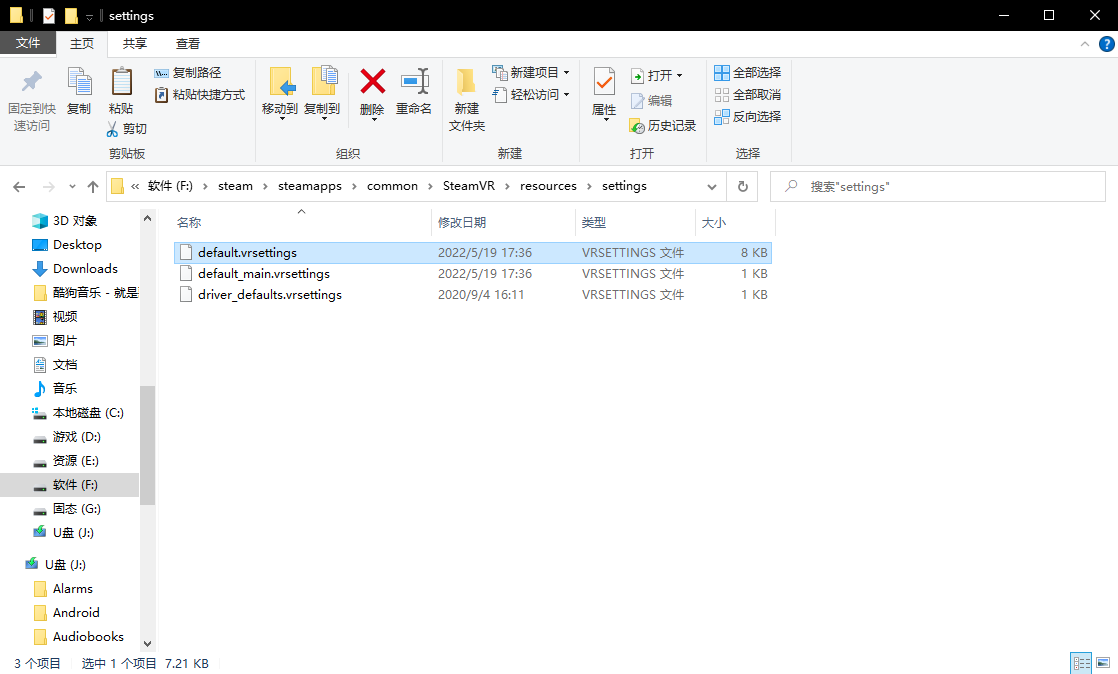 settings
文件 主页 共享 查看
固定到快速访问
复制
粘贴
复制路径
粘贴快捷方式
剪切
剪贴板
移动到
复制到
删除
重命名
组织
新建文件夹
新建项目
轻松访问
新建
属性
打开
编辑
历史记录
打开
全部选择
全部取消
反向选择
选择
« 软件 (F:) › steam › steamapps › common › SteamVR › resources › settings
搜索"settings"
3D 对象
Desktop
Downloads
酷狗音乐 - 就是
视频
图片
文档
音乐
本地磁盘 (C:)
游戏 (D:)
资源 (E:)
软件 (F:)
固态 (G:)
U盘 (J:)
U盘 (J:)
Alarms
Android
Audiobooks
名称 修改日期 类型 大小
default.vrsettings 2022/5/19 17:36 VRSETTINGS 文件 8 KB
default_main.vrsettings 2022/5/19 17:36 VRSETTINGS 文件 1 KB
driver_defaults.vrsettings 2020/9/4 16:11 VRSETTINGS 文件 1 KB
3 个项目 选中 1 个项目 7.21 KB